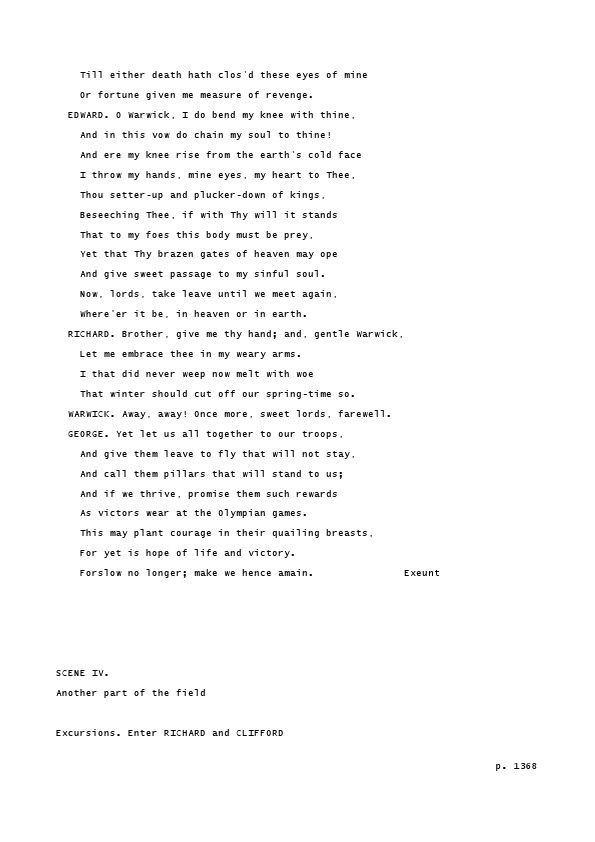 Till either death hath clos'd these eyes of mine
Or fortune given me measure of revenge.
EDWARD. O Warwick, I do bend my knee with thine,
And in this vow do chain my soul to thine!
And ere my knee rise from the earth's cold face
I throw my hands, mine eyes, my heart to Thee,
Thou setter-up and plucker-down of kings,
Beseeching Thee, if with Thy will it stands
That to my foes this body must be prey,
Yet that Thy brazen gates of heaven may ope
And give sweet passage to my sinful soul.
Now, lords, take leave until we meet again,
Where'er it be, in heaven or in earth.
RICHARD. Brother, give me thy hand; and, gentle Warwick,
Let me embrace thee in my weary arms.
I that did never weep now melt with woe
That winter should cut off our spring-time so.
WARWICK. Away, away! Once more, sweet lords, farewell.
GEORGE. Yet let us all together to our troops,
And give them leave to fly that will not stay,
And call them pillars that will stand to us;
And if we thrive, promise them such rewards
As victors wear at the Olympian games.
This may plant courage in their quailing breasts,
For yet is hope of life and victory.
Forslow no longer; make we hence amain. Exeunt
SCENE IV.
Another part of the field
Excursions. Enter RICHARD and CLIFFORD
p. 1368